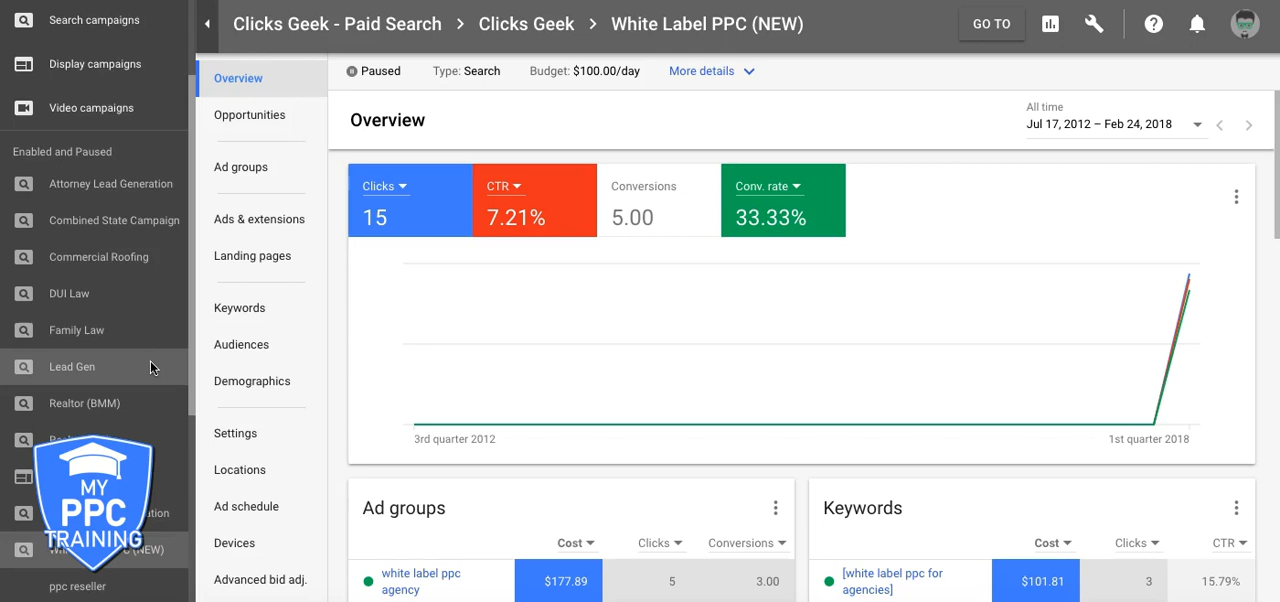 Search campaigns
Display campaigns
Video campaigns
Enabled and Paused
Attorney Lead Generation
Combined State Campaign
Commercial Roofing
DUI Law
Family Law
Lead Gen
Realtor (BMM)
(NEW)
ppc reseller
MY
PPC
TRAINING
Clicks Geek - Paid Search > Clicks Geek > White Label PPC (NEW)
GO TO
Overview
Opportunities
Ad groups
Ads & extensions
Landing pages
Keywords
Audiences
Demographics
Settings
Locations
Ad schedule
Devices
Advanced bid adj.
Paused Type: Search Budget: $100.00/day More details
Overview
All time
Jul 17, 2012 – Feb 24, 2018
Clicks CTR Conversions Conv. rate
15 7.21% 5.00 33.33%
3rd quarter 2012 1st quarter 2018
Ad groups
Cost Clicks Conversions
white label ppc agency $177.89 5 3.00
Keywords
Cost Clicks CTR
[white label ppc for agencies] $101.81 3 15.79%